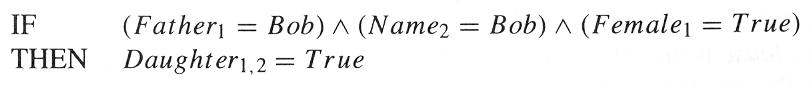 IF (Father₁ = Bob) ∧ (Name₂ = Bob) ∧ (Female₁ = True)
THEN Daughter₁,₂ = True